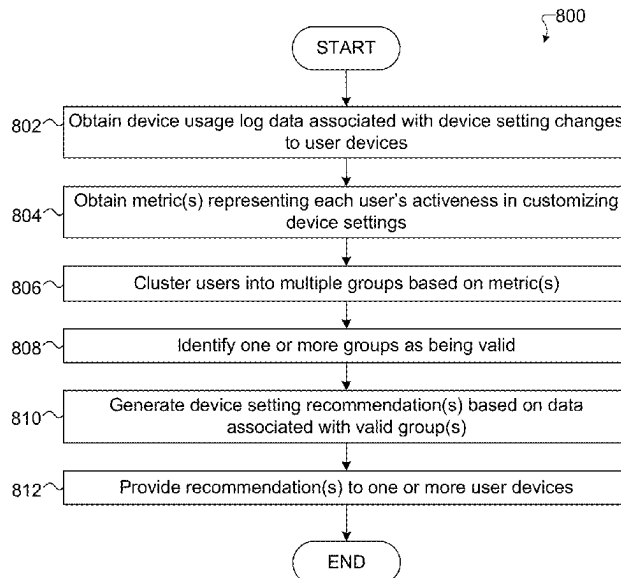 800
START
802
Obtain device usage log data associated with device setting changes
to user devices
804
Obtain metric(s) representing each user's activeness in customizing
device settings
806
Cluster users into multiple groups based on metric(s)
808
Identify one or more groups as being valid
810
Generate device setting recommendation(s) based on data
associated with valid group(s)
812
Provide recommendation(s) to one or more user devices
END